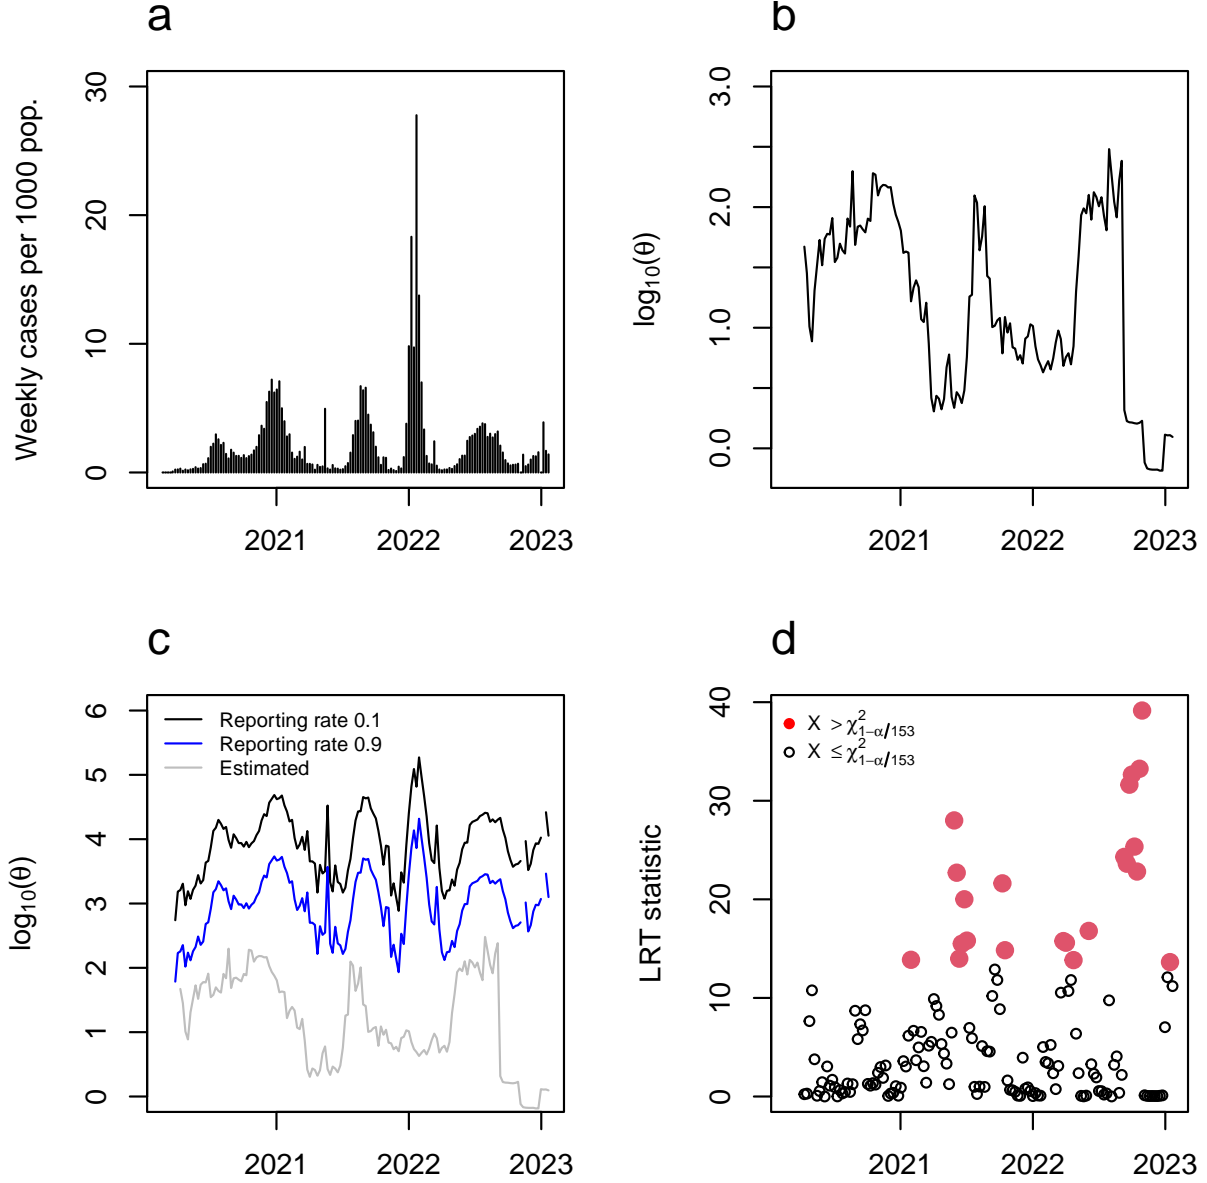 a
Weekly cases per 1000 pop.
30
20
10
0
2021 2022 2023
b
log10(θ)
3.0
2.0
1.0
0.0
2021 2022 2023
c
log10(θ)
6
5
4
3
2
1
0
Reporting rate 0.1
Reporting rate 0.9
Estimated
2021 2022 2023
d
LRT statistic
40
30
20
10
0
X > χ²1−α/153
X ≤ χ²1−α/153
2021 2022 2023